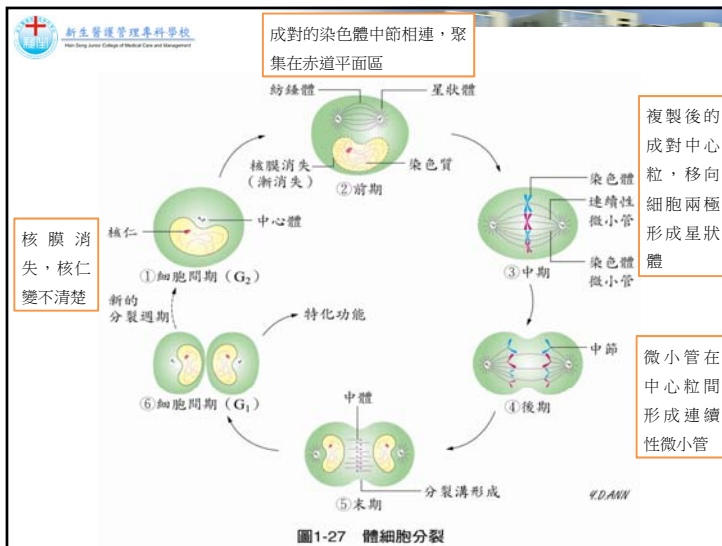 新生醫護管理專科學校
Hsin Sheng Junior College of Medical Care and Management
成對的染色體中節相連，聚
集在赤道平面區
紡錘體
星狀體
核膜消失
(漸消失)
染色質
②前期
複製後的
成對中心
粒，移向
細胞兩極
形成星狀
體
染色體
連續性
微小管
染色體
微小管
③中期
核膜消
失，核仁
變不清楚
核仁
中心體
①細胞間期（G₂）
新的
分裂週期
特化功能
中節
④後期
微小管在
中心粒間
形成連續
性微小管
⑥細胞間期（G₁）
中體
分裂溝形成
⑤末期
Y.D.ANN
圖1-27 體細胞分裂